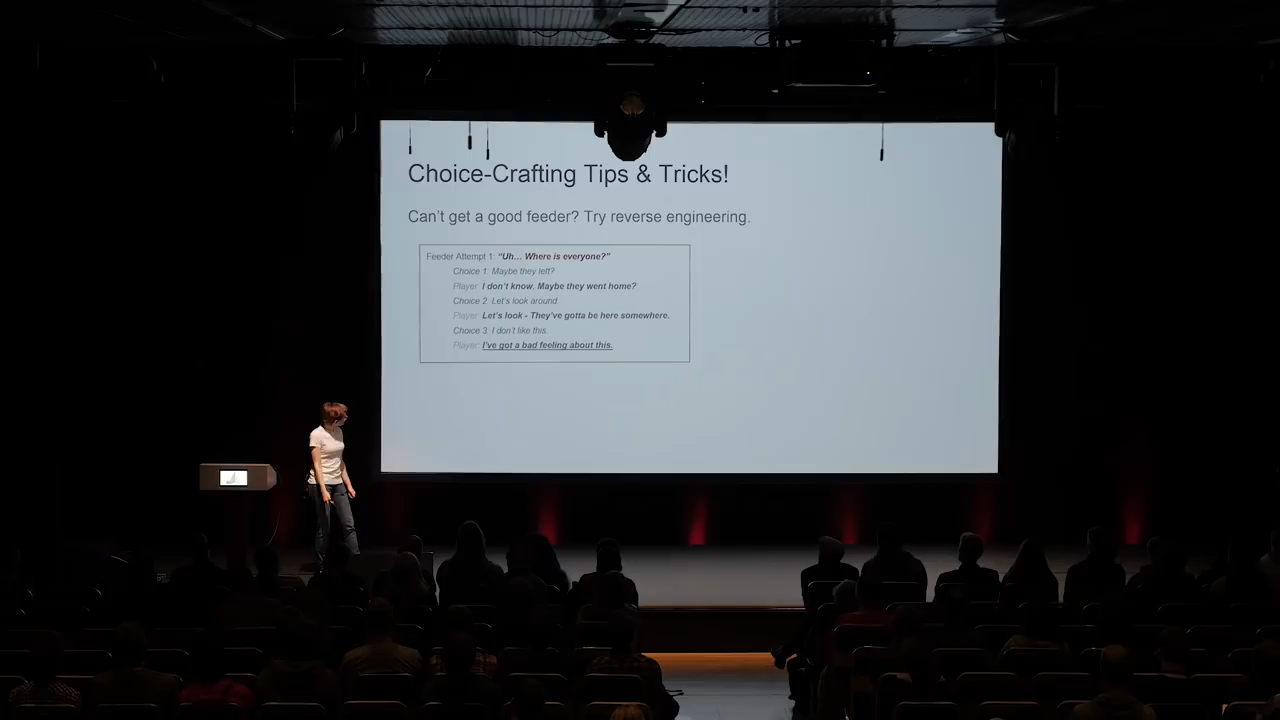 Choice-Crafting Tips & Tricks!
Can't get a good feeder? Try reverse engineering.
Feeder Attempt 1: “Uh... Where is everyone?”
Choice 1: Maybe they left?
Player: I don't know. Maybe they went home?
Choice 2: Let's look around
Player: Let's look - They've gotta be here somewhere.
Choice 3: I don't like this
Player: I've got a bad feeling about this.